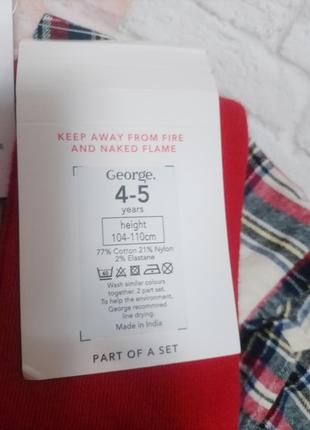 KEEP AWAY FROM FIRE
AND NAKED FLAME
George.
4-5
years
height
104-110cm
77% Cotton 21% Nylon
2% Elastane
40
Wash similar colours
together. 2 part set.
To help the environment,
George recommend
line drying.
Made in India
PART OF A SET